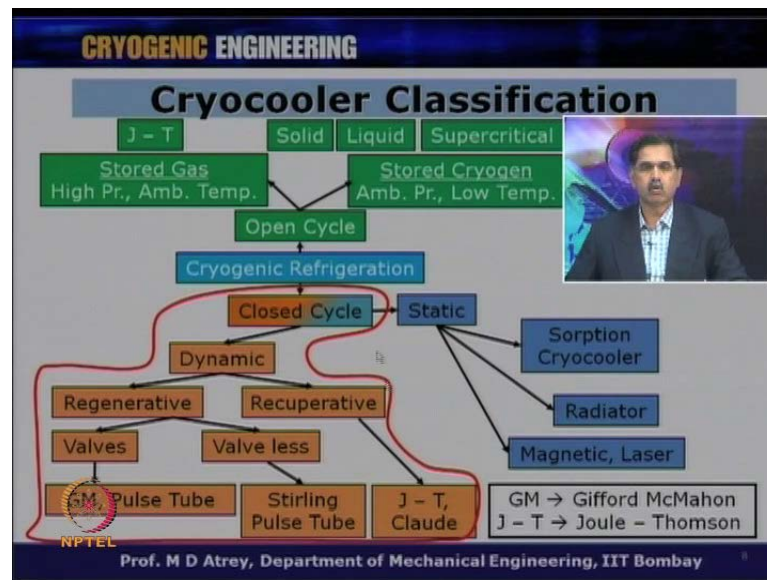 CRYOGENIC ENGINEERING
Cryocooler Classification
J – T
Solid
Liquid
Supercritical
Stored Gas
High Pr., Amb. Temp.
Stored Cryogen
Amb. Pr., Low Temp.
Open Cycle
Cryogenic Refrigeration
Closed Cycle
Static
Dynamic
Sorption
Cryocooler
Regenerative
Recuperative
Radiator
Valves
Valve less
Magnetic, Laser
GM, Pulse Tube
Stirling
Pulse Tube
J – T,
Claude
GM → Gifford McMahon
J – T → Joule – Thomson
NPTEL
Prof. M D Atrey, Department of Mechanical Engineering, IIT Bombay
8